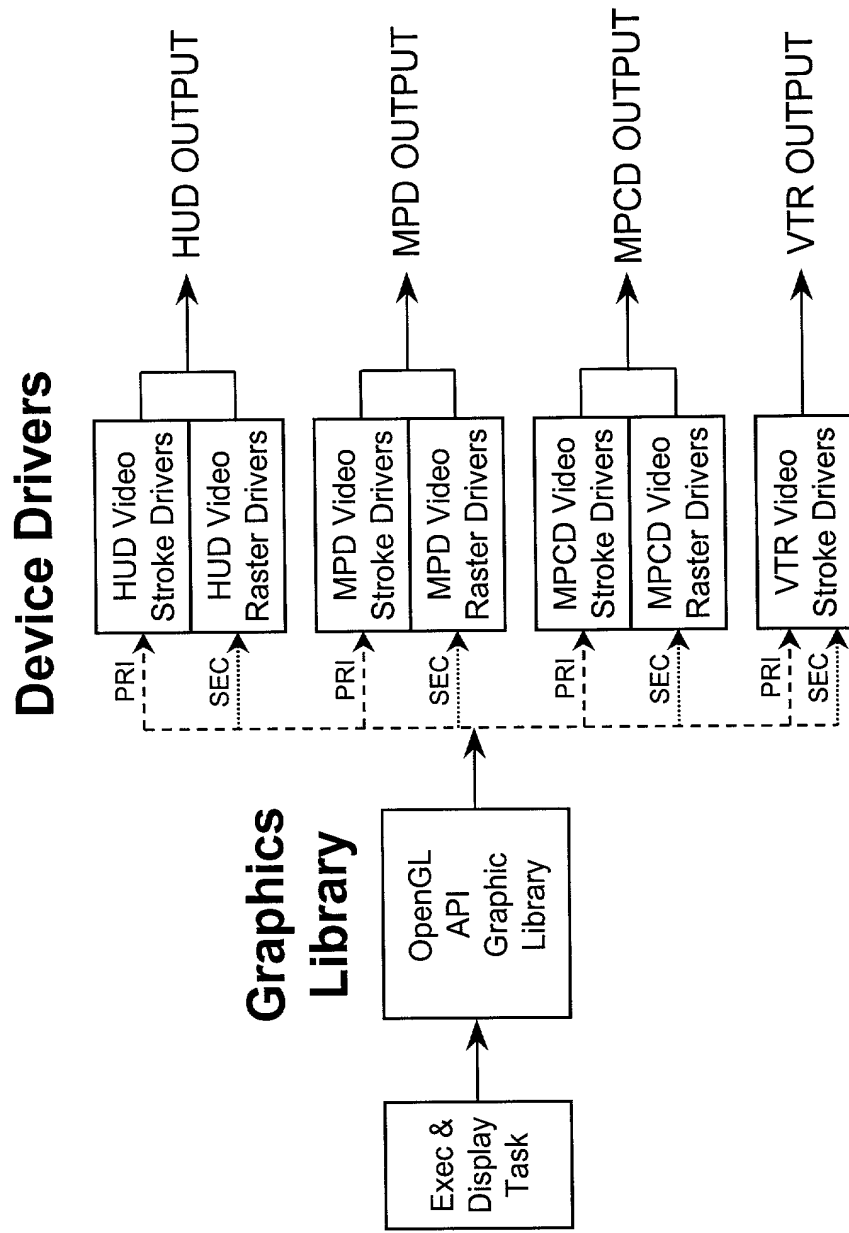 Device Drivers
Graphics
Library
Exec &
Display
Task
OpenGL
API
Graphic
Library
PRI
HUD Video
Stroke Drivers
SEC
HUD Video
Raster Drivers
HUD OUTPUT
PRI
MPD Video
Stroke Drivers
SEC
MPD Video
Raster Drivers
MPD OUTPUT
PRI
MPCD Video
Stroke Drivers
SEC
MPCD Video
Raster Drivers
MPCD OUTPUT
PRI
SEC
VTR Video
Stroke Drivers
VTR OUTPUT